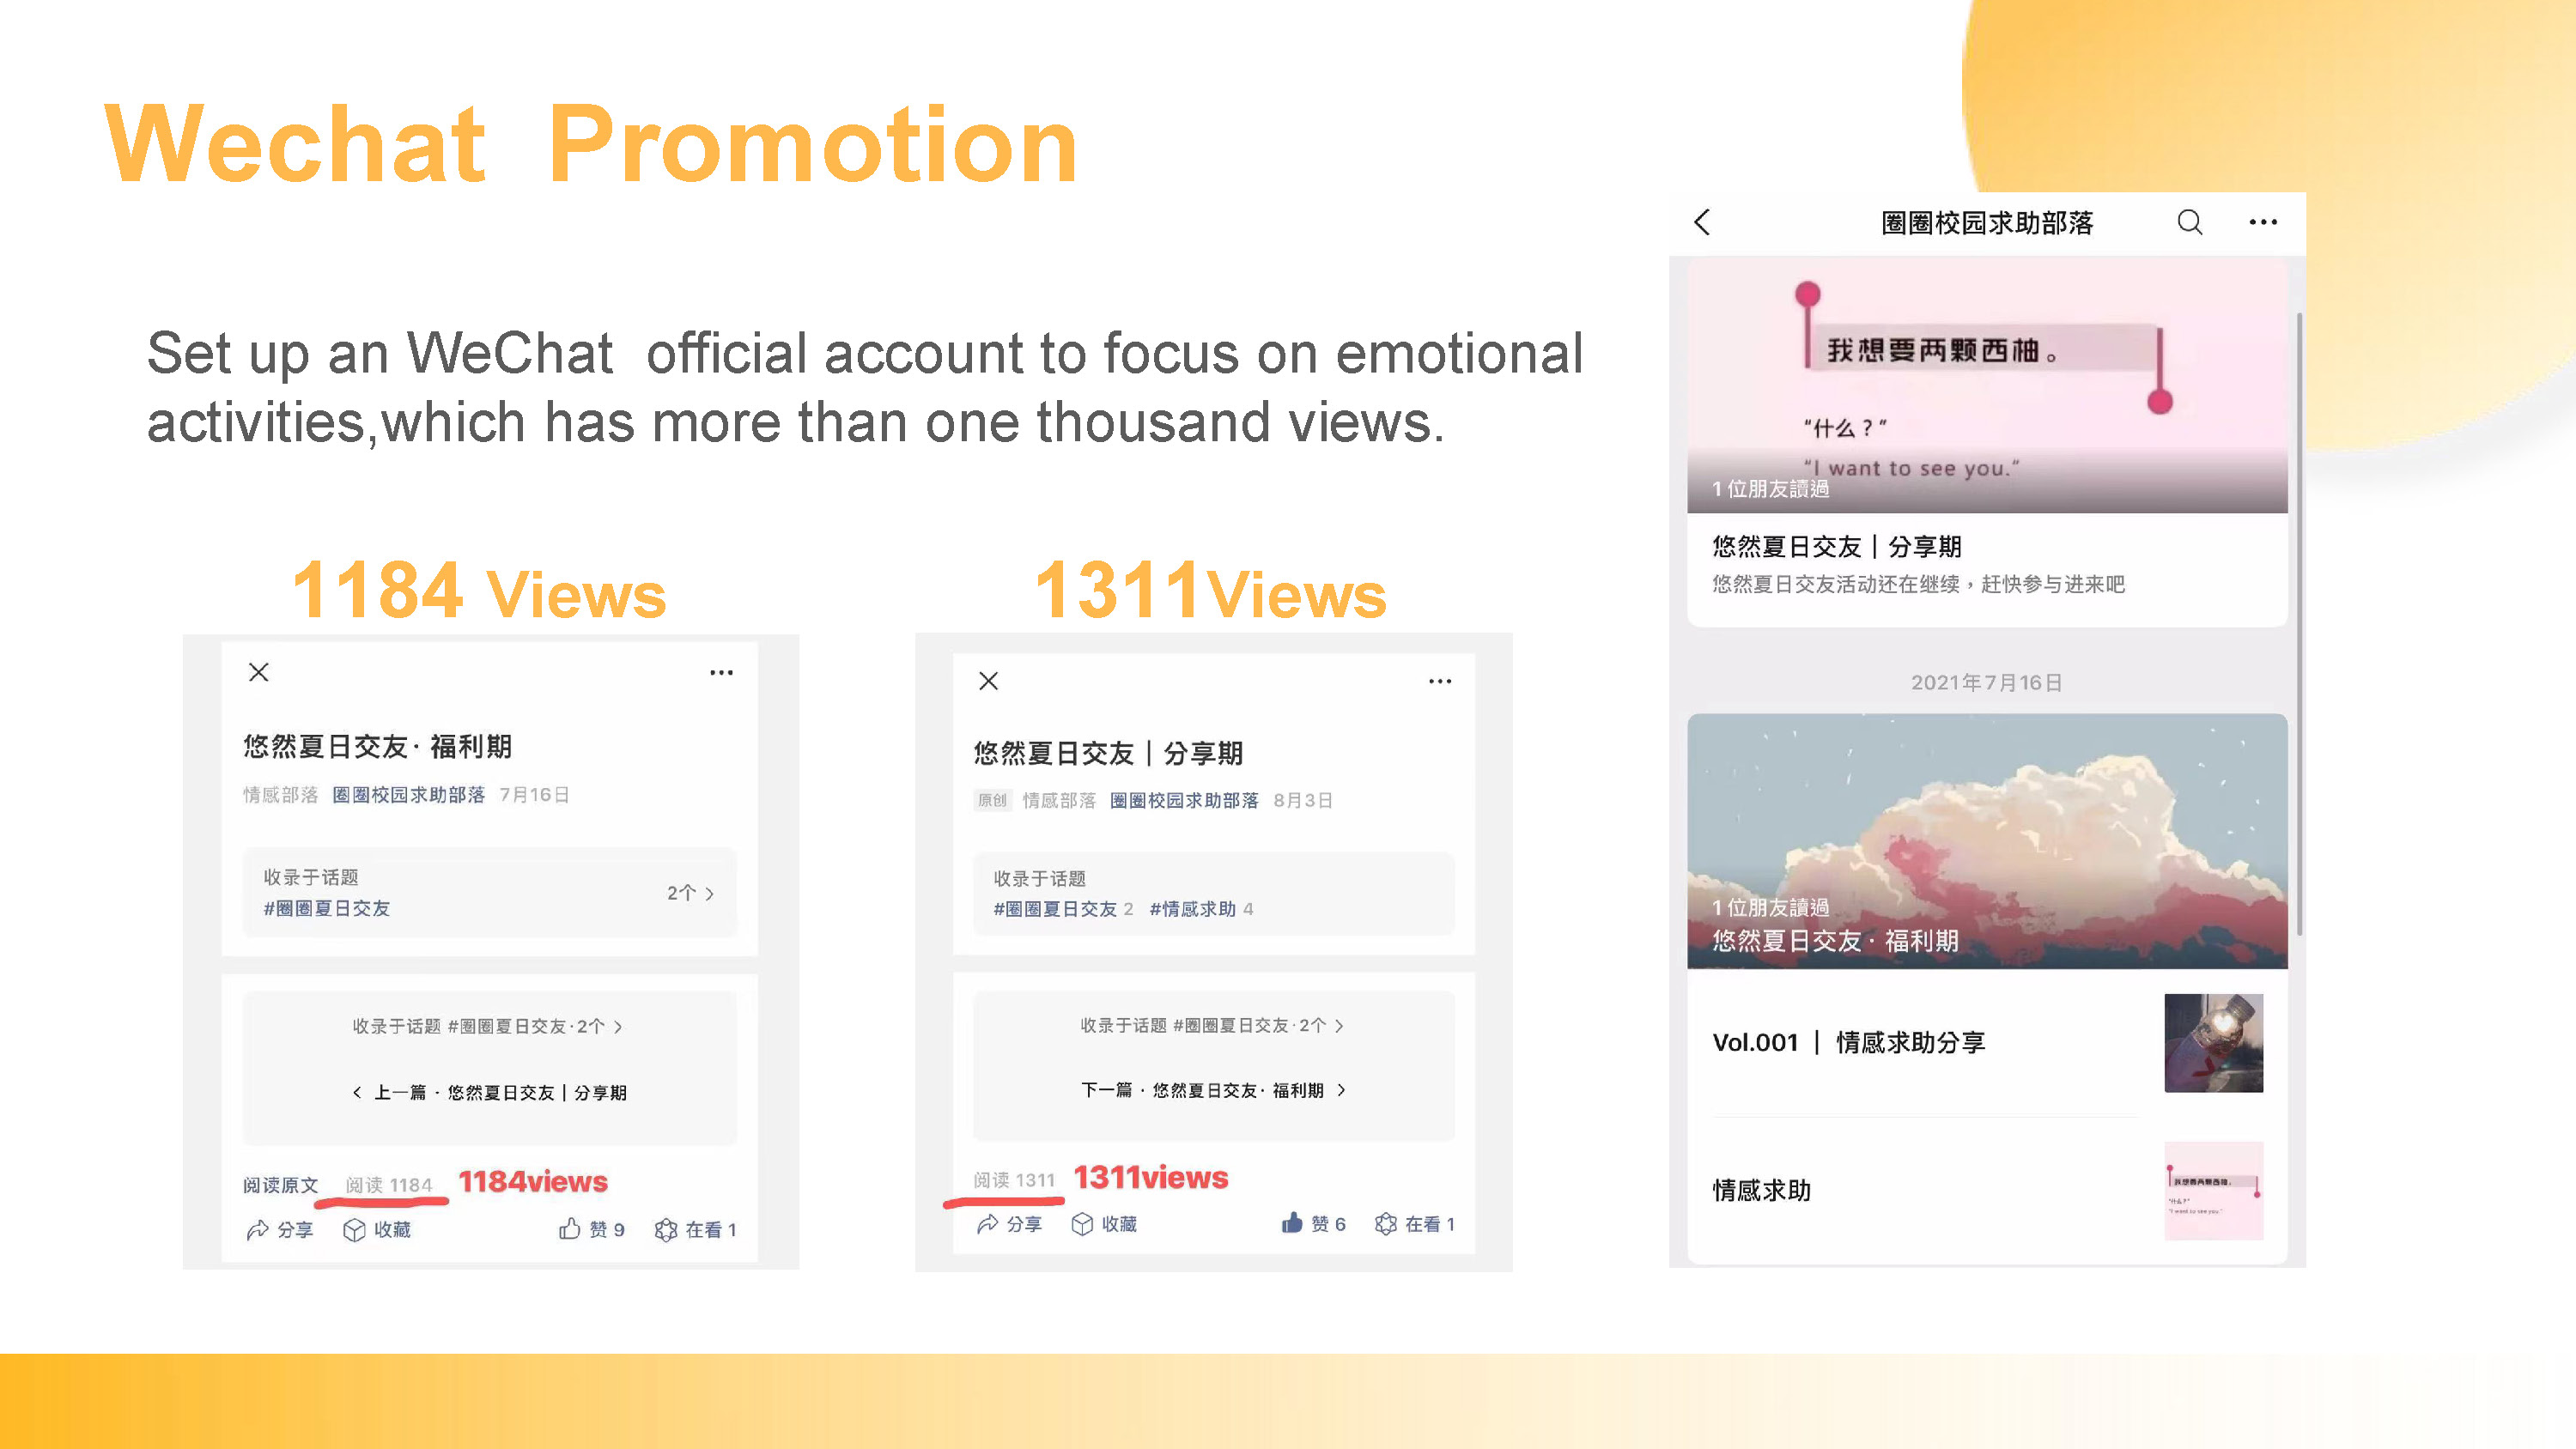 Wechat Promotion
Set up an WeChat official account to focus on emotional
activities,which has more than one thousand views.
1184 Views
悠然夏日交友· 福利期
情感部落 圈圈校园求助部落 7月16日
收录于话题
#圈圈夏日交友
2个
收录于话题 #圈圈夏日交友·2个
上一篇 · 悠然夏日交友 | 分享期
阅读原文 阅读 1184 1184views
分享 收藏 赞 9 在看 1
1311Views
悠然夏日交友 | 分享期
原创 情感部落 圈圈校园求助部落 8月3日
收录于话题
#圈圈夏日交友 2 #情感求助 4
收录于话题 #圈圈夏日交友·2个
下一篇 · 悠然夏日交友· 福利期
阅读 1311 1311views
分享 收藏 赞 6 在看 1
圈圈校园求助部落
我想要两颗西柚。
“什么？”
“I want to see you.”
1 位朋友讀過
悠然夏日交友 | 分享期
悠然夏日交友活动还在继续，赶快参与进来吧
2021年7月16日
1 位朋友讀過
悠然夏日交友 · 福利期
Vol.001 | 情感求助分享
情感求助
我想要两颗西柚。
“什么？”
“I want to see you.”